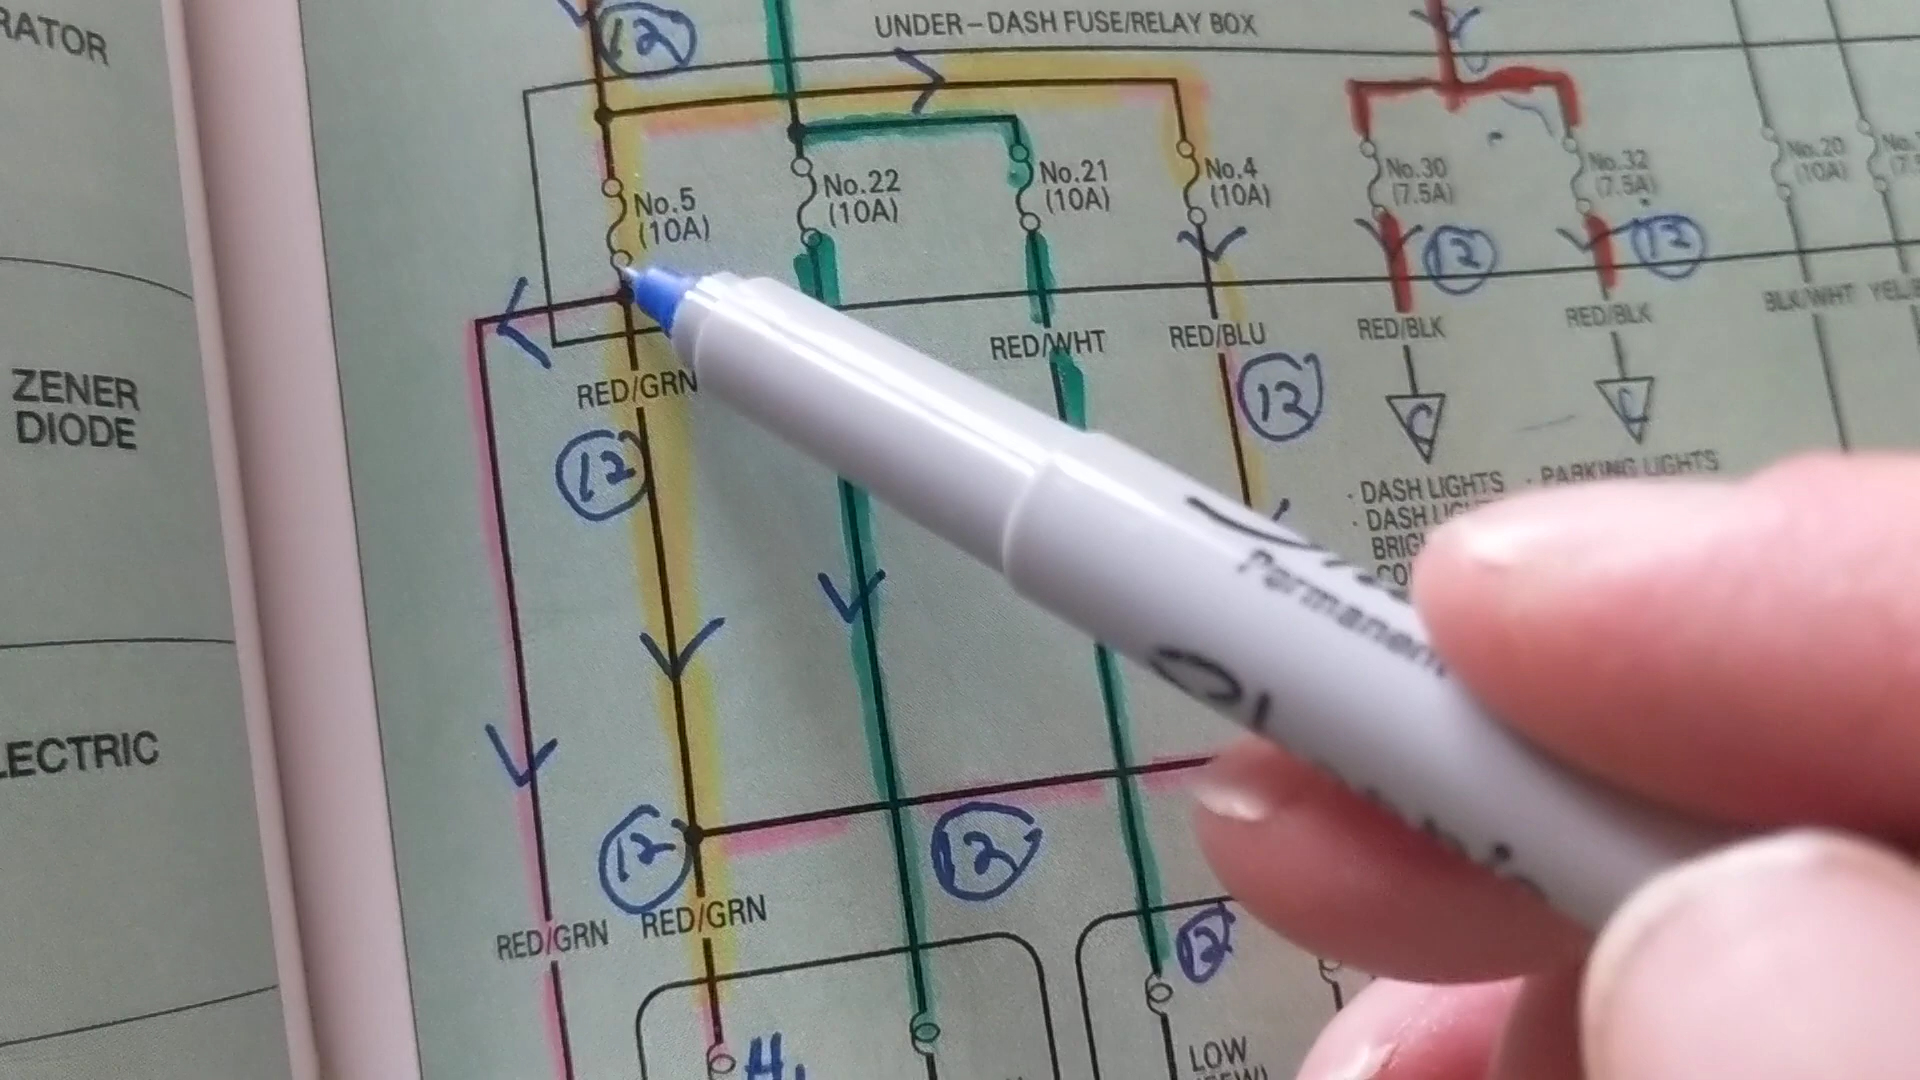 RATOR
ZENER
DIODE
LECTRIC
UNDER-DASH FUSE/RELAY BOX
12
No.5
(10A)
No.22
(10A)
No.21
(10A)
No.4
(10A)
No.30
(7.5A)
No.32
(7.5A)
No.20
(10A)
12
12
RED/GRN
RED/WHT
RED/BLU
RED/BLK
RED/BLK
BLK/WHT
12
12
C
· DASH LIGHTS
· DASH
· PARKING LIGHTS
12
12
12
RED/GRN
RED/GRN
LOW
Permanent